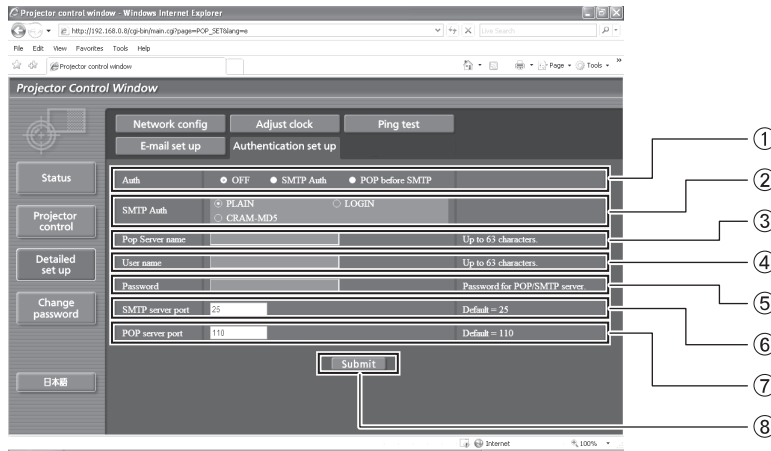 Projector control window - Windows Internet Explorer
http://192.168.0.8/cgi-bin/main.cgi?page=POP_SET&lang=e
Live Search
File Edit View Favorites Tools Help
Projector control window
Page Tools »
Projector Control Window
Network config Adjust clock Ping test
E-mail set up Authentication set up
Status
Projector control
Detailed set up
Change password
日本語
Auth OFF SMTP Auth POP before SMTP
①
SMTP Auth PLAIN LOGIN
CRAM-MD5
②
Pop Server name Up to 63 characters.
③
User name Up to 63 characters.
④
Password Password for POP/SMTP server.
⑤
SMTP server port 25 Default = 25
⑥
POP server port 110 Default = 110
⑦
Submit
⑧
Internet 100%